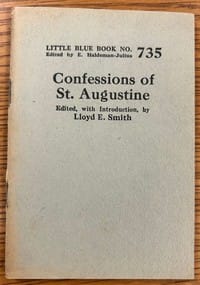 LITTLE BLUE BOOK NO. 735
Edited by E. Haldeman-Julius
Confessions of
St. Augustine
Edited, with Introduction, by
Lloyd E. Smith